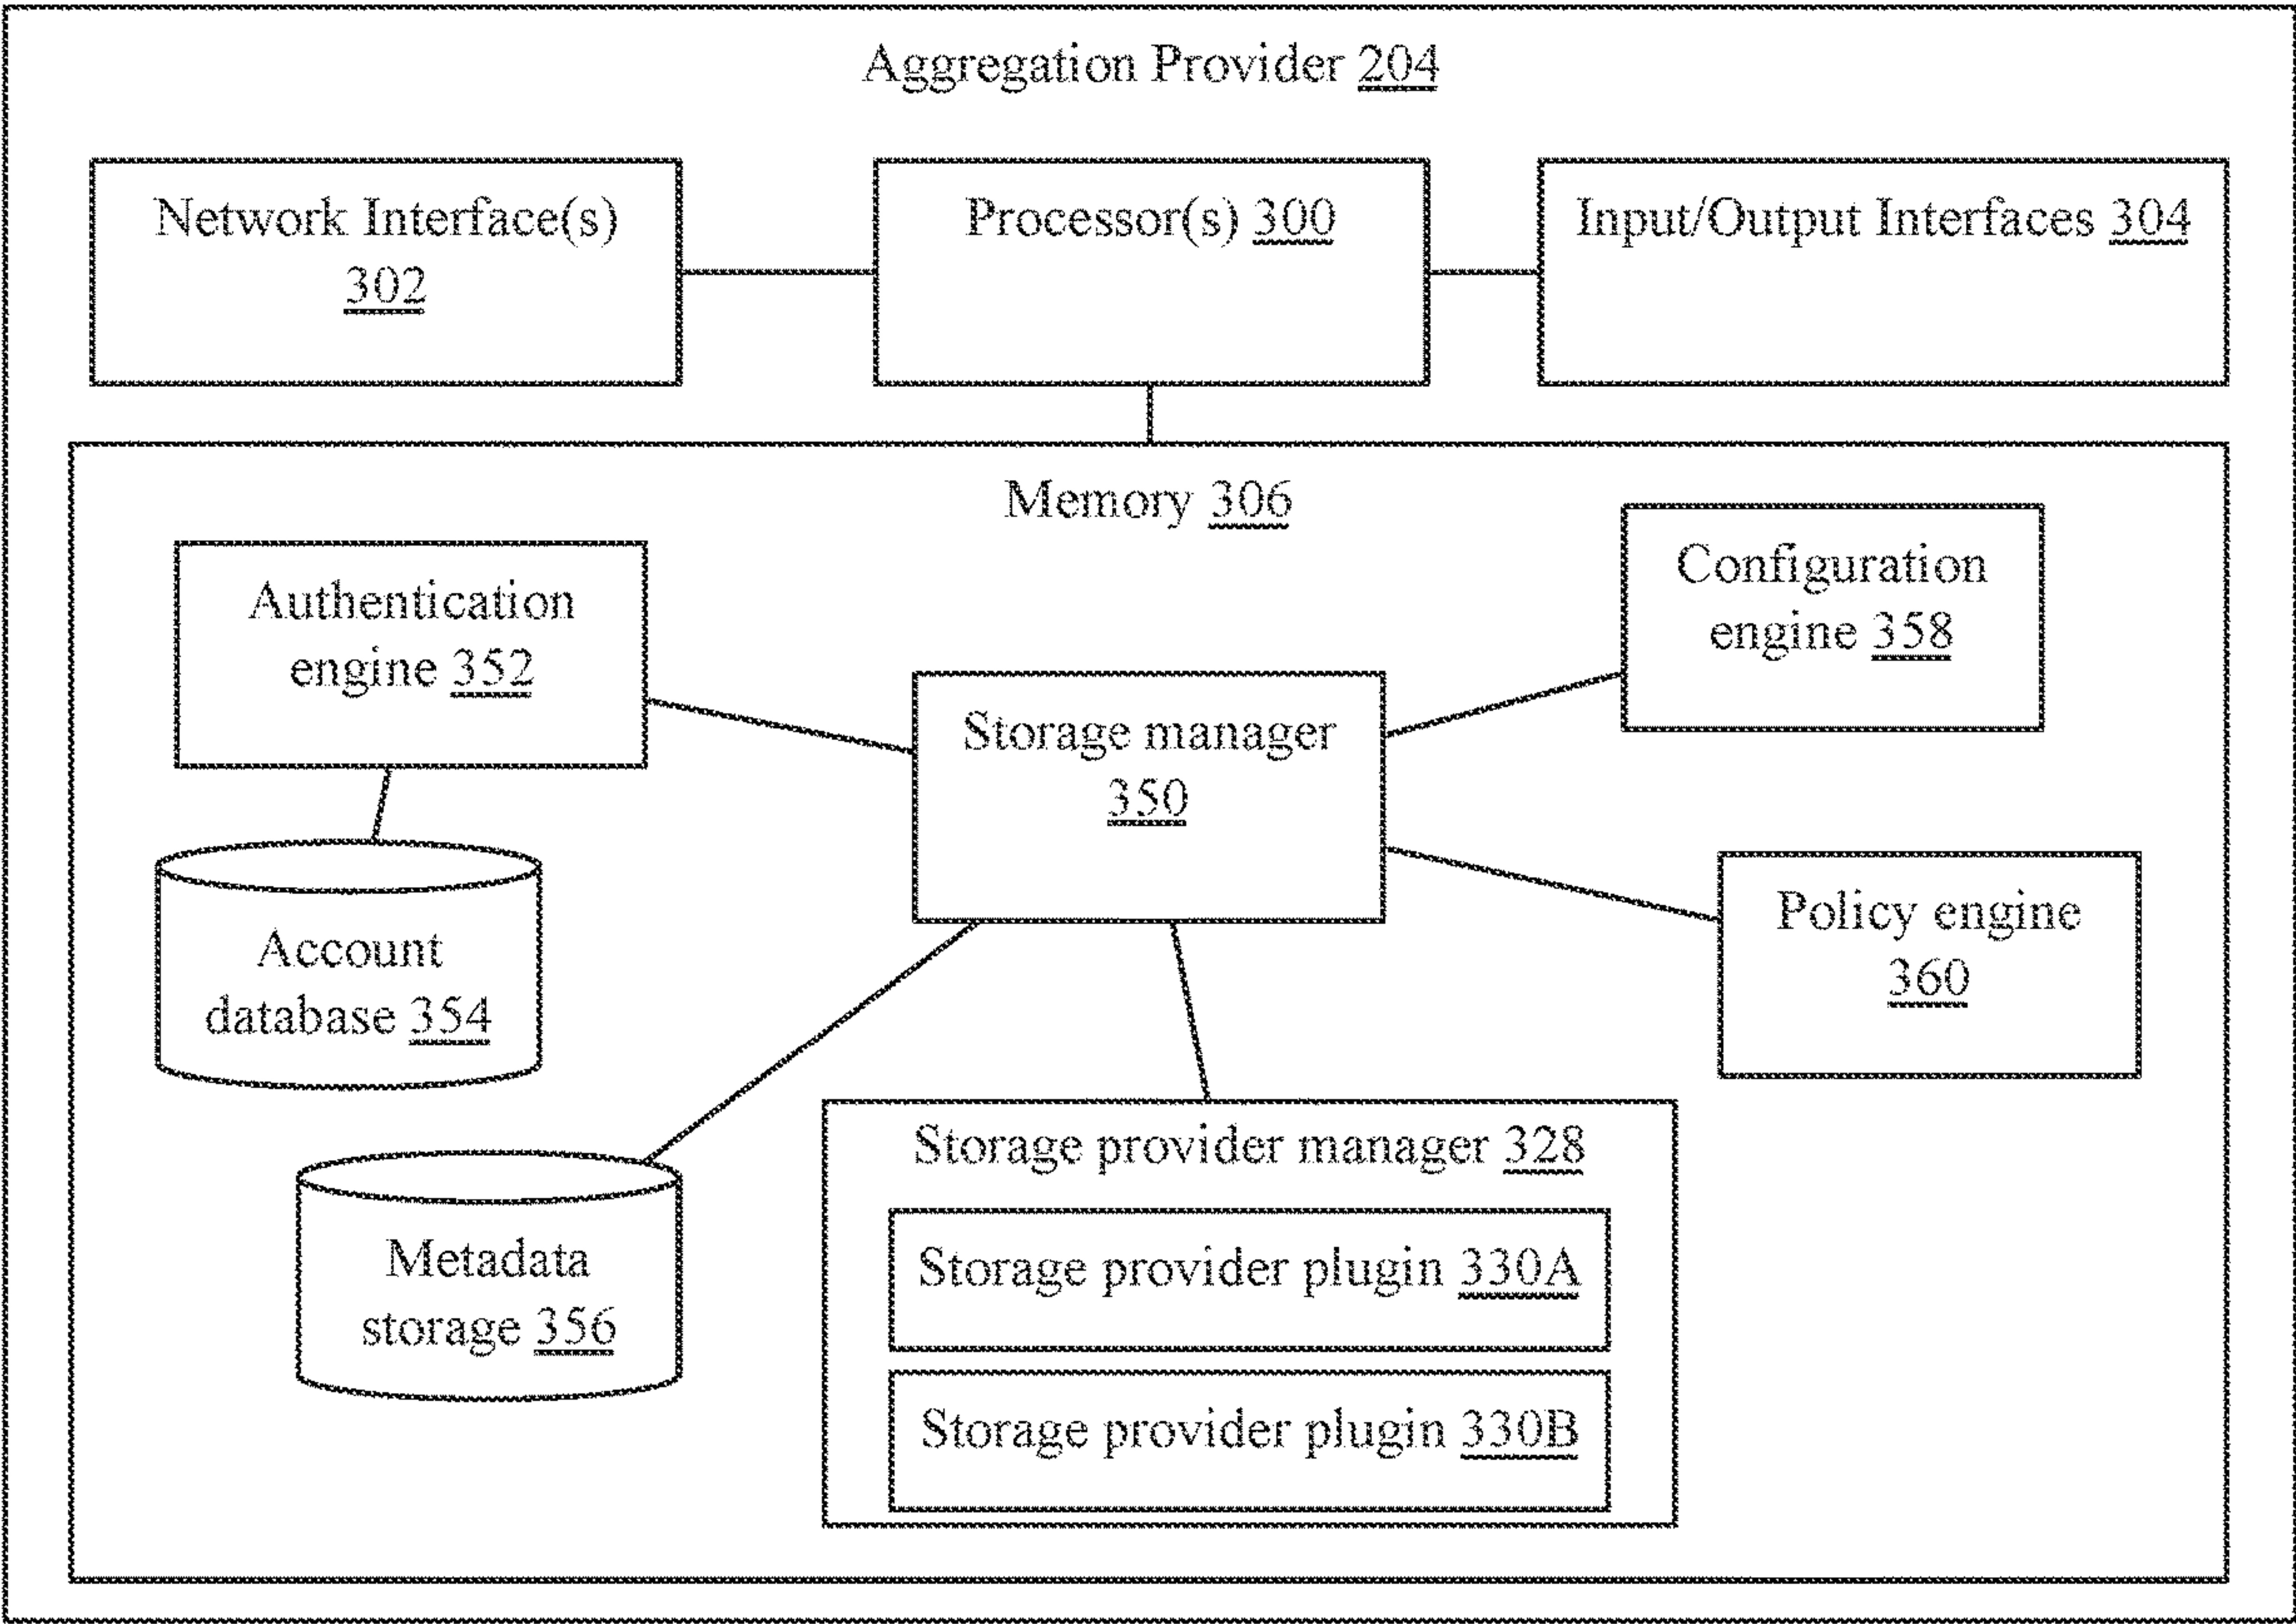 Aggregation Provider 204
Network Interface(s)
302
Processor(s) 300
Input/Output Interfaces 304
Memory 306
Authentication
engine 352
Configuration
engine 358
Storage manager
350
Account
database 354
Policy engine
360
Storage provider manager 328
Metadata
storage 356
Storage provider plugin 330A
Storage provider plugin 330B